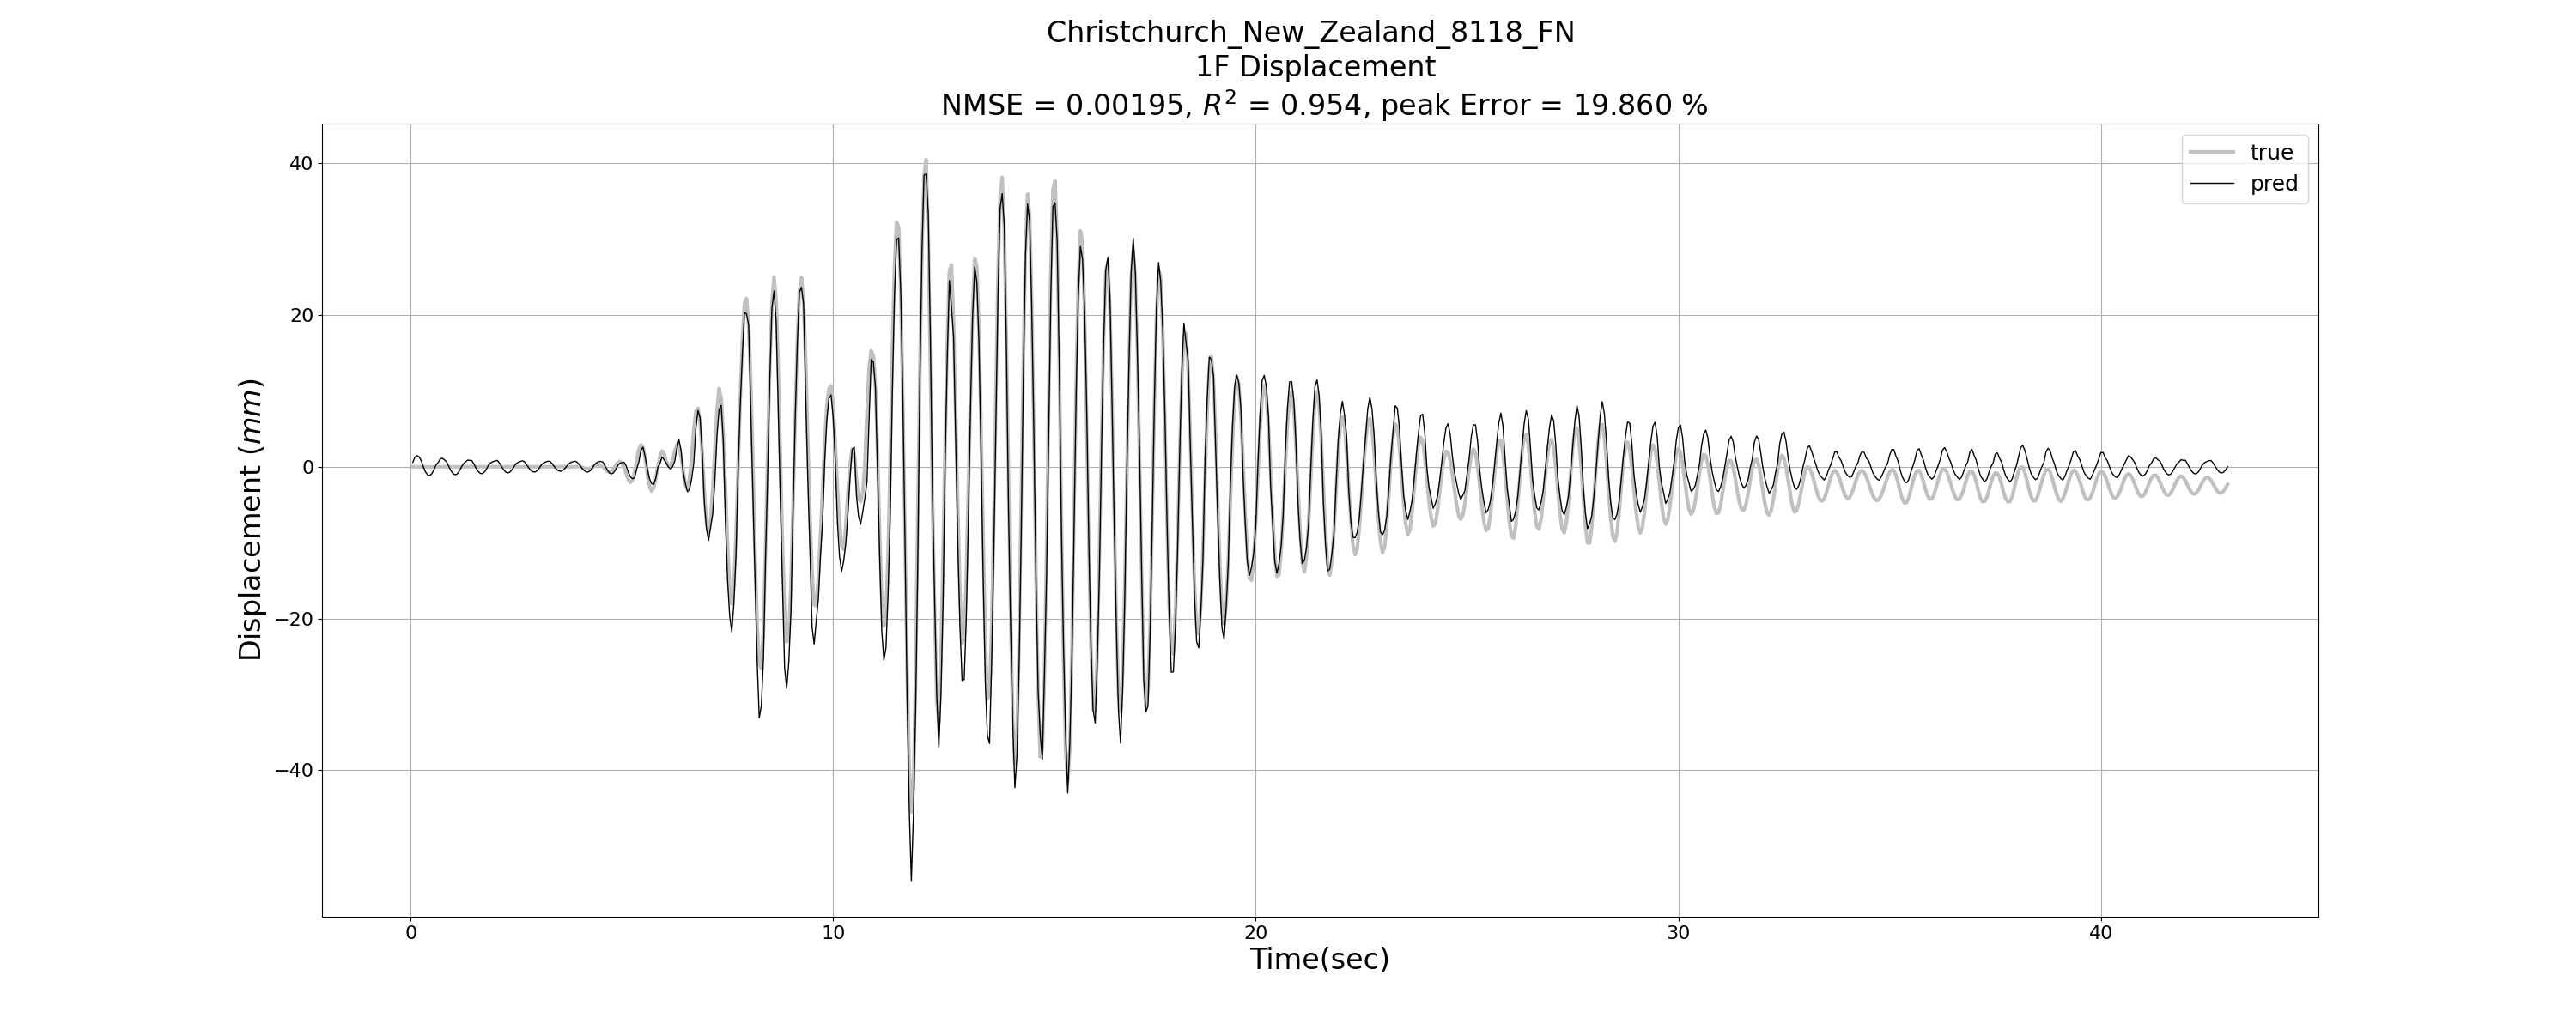 Christchurch_New_Zealand_8118_FN
1F Displacement
NMSE = 0.00195, R² = 0.954, peak Error = 19.860 %
true
pred
40
20
0
−20
−40
Displacement (mm)
0 10 20 30 40
Time(sec)